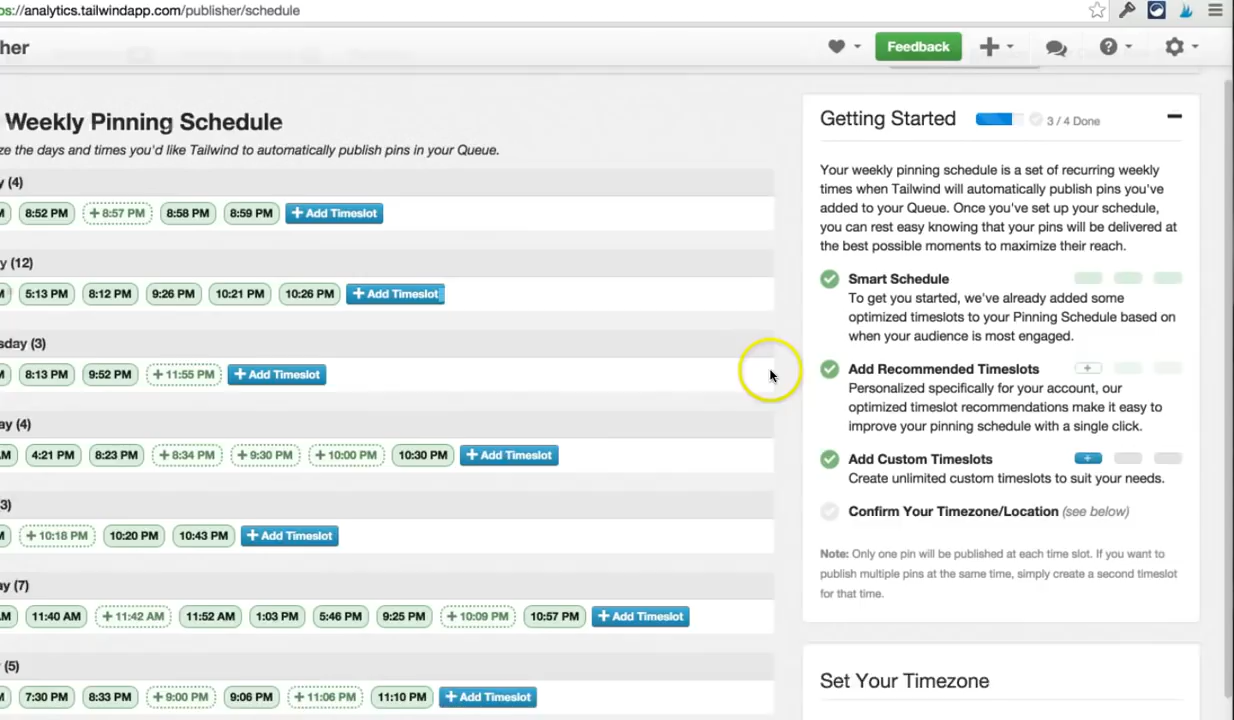 ps://analytics.tailwindapp.com/publisher/schedule
her
Feedback
Weekly Pinning Schedule
ze the days and times you'd like Tailwind to automatically publish pins in your Queue.
y (4)
M 8:52 PM +8:57 PM 8:58 PM 8:59 PM + Add Timeslot
y (12)
M 5:13 PM 8:12 PM 9:26 PM 10:21 PM 10:26 PM + Add Timeslot
sday (3)
M 8:13 PM 9:52 PM +11:55 PM + Add Timeslot
ay (4)
AM 4:21 PM 8:23 PM +8:34 PM +9:30 PM +10:00 PM 10:30 PM + Add Timeslot
(3)
M +10:18 PM 10:20 PM 10:43 PM + Add Timeslot
ay (7)
AM 11:40 AM +11:42 AM 11:52 AM 1:03 PM 5:46 PM 9:25 PM +10:09 PM 10:57 PM + Add Timeslot
(5)
M 7:30 PM 8:33 PM +9:00 PM 9:06 PM +11:06 PM 11:10 PM + Add Timeslot
Getting Started 3 / 4 Done
Your weekly pinning schedule is a set of recurring weekly
times when Tailwind will automatically publish pins you've
added to your Queue. Once you've set up your schedule,
you can rest easy knowing that your pins will be delivered at
the best possible moments to maximize their reach.
Smart Schedule
To get you started, we've already added some
optimized timeslots to your Pinning Schedule based on
when your audience is most engaged.
Add Recommended Timeslots
Personalized specifically for your account, our
optimized timeslot recommendations make it easy to
improve your pinning schedule with a single click.
Add Custom Timeslots
Create unlimited custom timeslots to suit your needs.
Confirm Your Timezone/Location (see below)
Note: Only one pin will be published at each time slot. If you want to
publish multiple pins at the same time, simply create a second timeslot
for that time.
Set Your Timezone